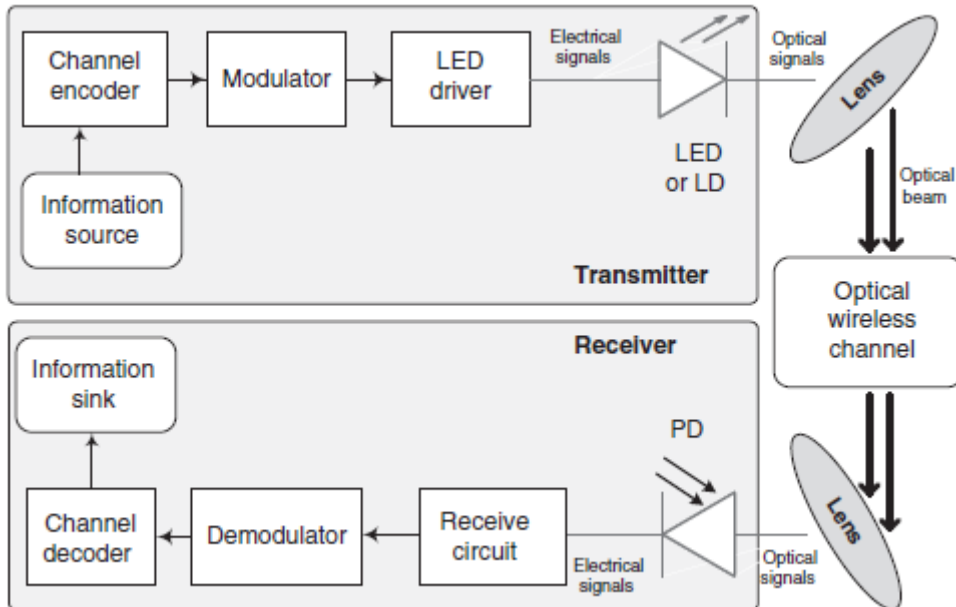 Channel
encoder
Modulator
LED
driver
Electrical
signals
Optical
signals
Lens
LED
or LD
Optical
beam
Information
source
Transmitter
Optical
wireless
channel
Receiver
Information
sink
PD
Channel
decoder
Demodulator
Receive
circuit
Electrical
signals
Optical
signals
Lens